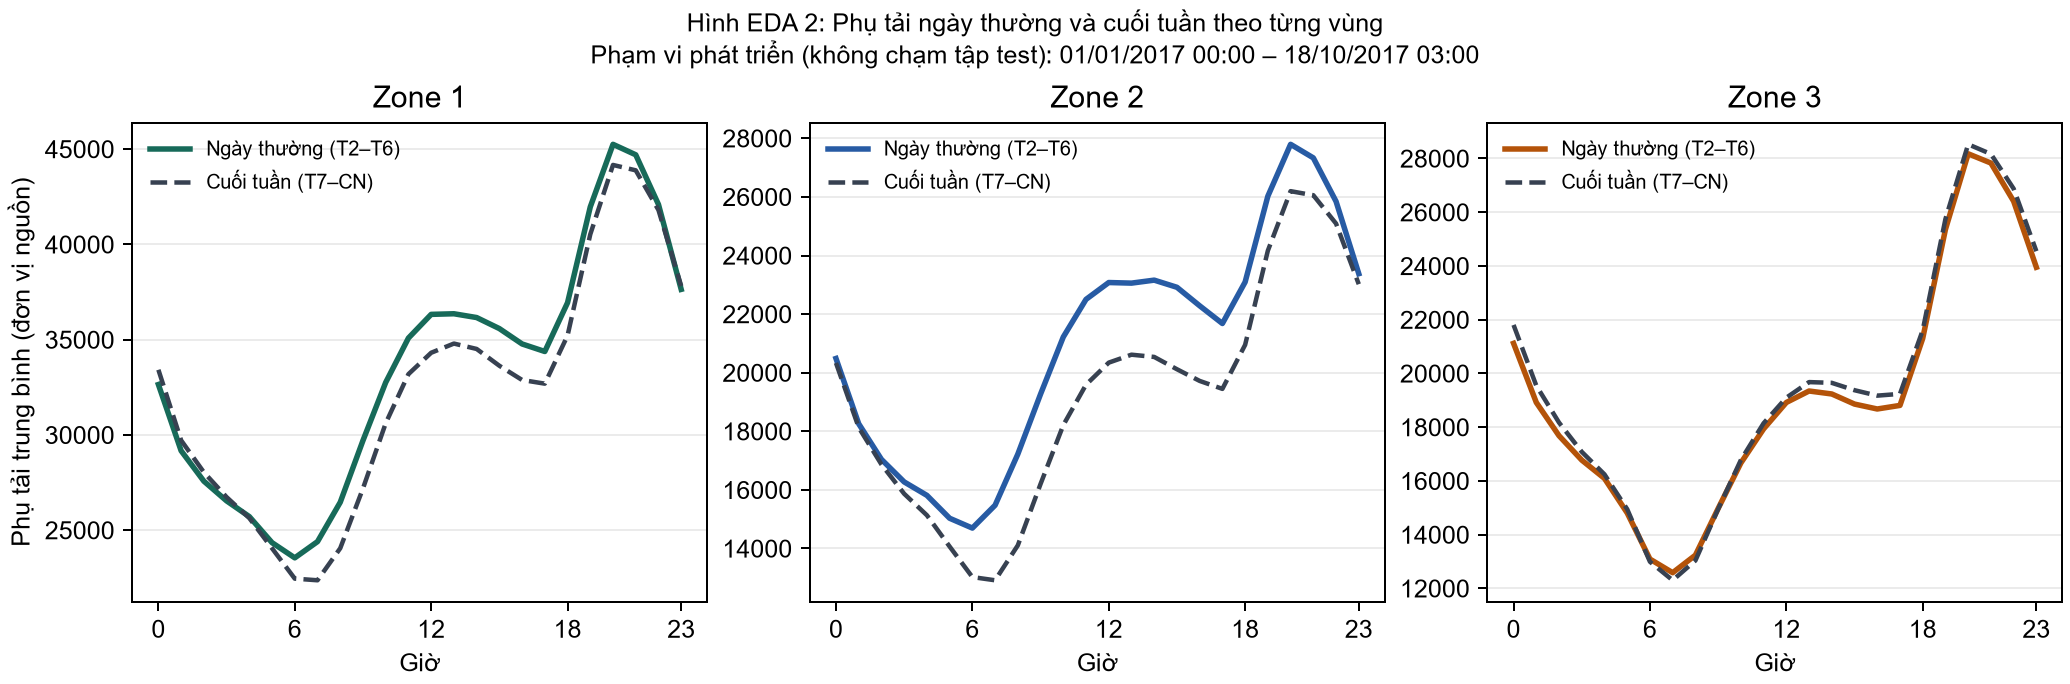 Hình EDA 2: Phụ tải ngày thường và cuối tuần theo từng vùng
Phạm vi phát triển (không chạm tập test): 01/01/2017 00:00 – 18/10/2017 03:00
Zone 1
Phụ tải trung bình (đơn vị nguồn)
45000
40000
35000
30000
25000
Ngày thường (T2–T6)
Cuối tuần (T7–CN)
0 6 12 18 23
Giờ
Zone 2
28000
26000
24000
22000
20000
18000
16000
14000
Ngày thường (T2–T6)
Cuối tuần (T7–CN)
0 6 12 18 23
Giờ
Zone 3
28000
26000
24000
22000
20000
18000
16000
14000
12000
Ngày thường (T2–T6)
Cuối tuần (T7–CN)
0 6 12 18 23
Giờ